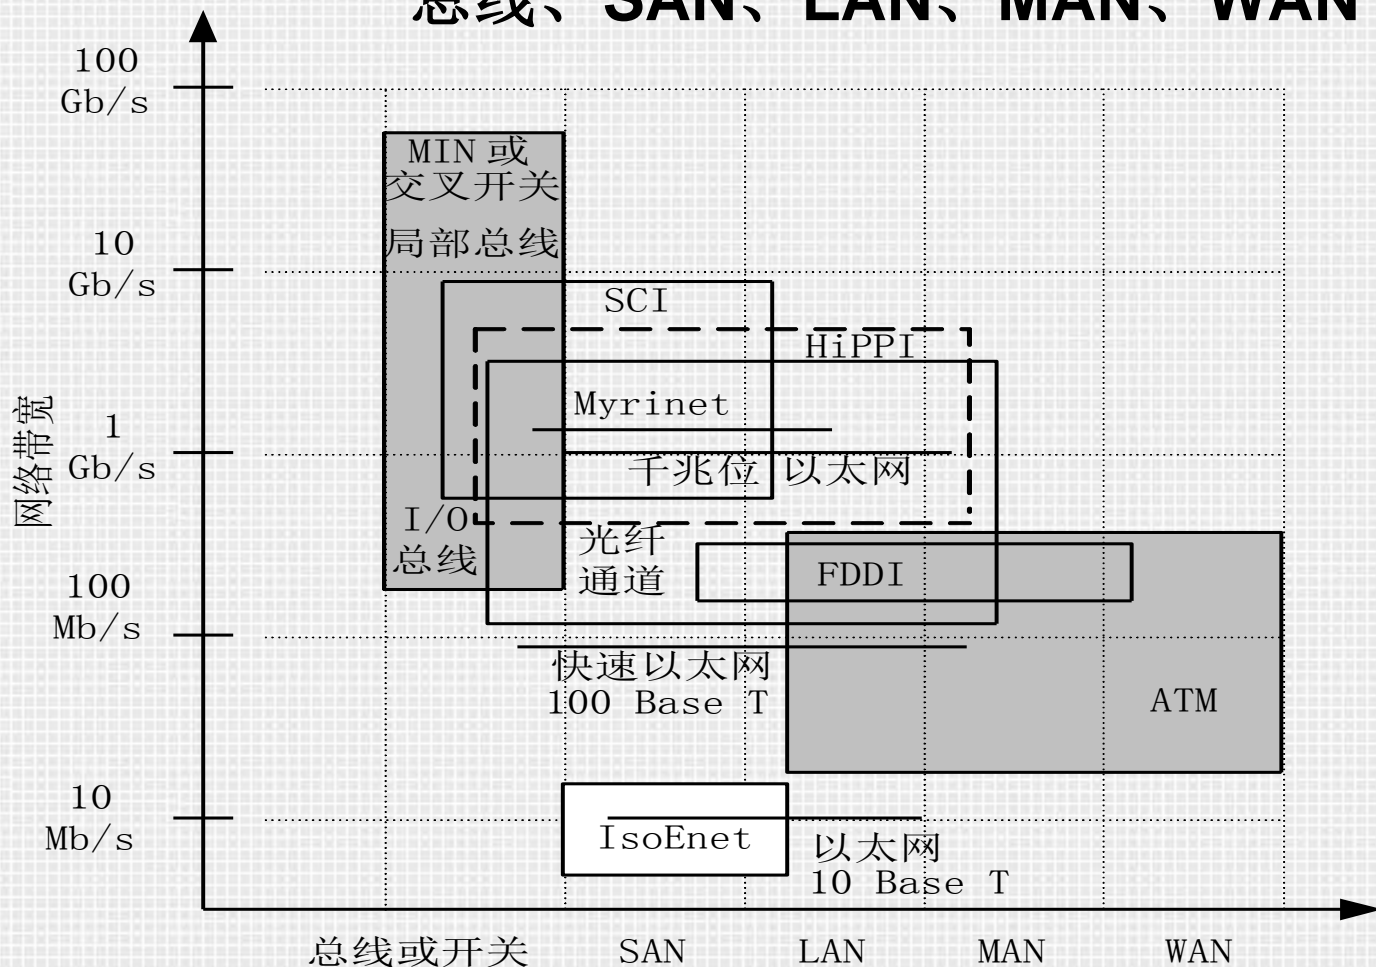 总线、SAN、LAN、MAN、WAN
100
Gb/s
10
Gb/s
网络带宽
1
Gb/s
100
Mb/s
10
Mb/s
MIN 或
交叉开关
局部总线
SCI
HiPPI
Myrinet
千兆位 以太网
I/O
总线
光纤
通道
FDDI
快速以太网
100 Base T
ATM
IsoEnet
以太网
10 Base T
总线或开关 SAN LAN MAN WAN